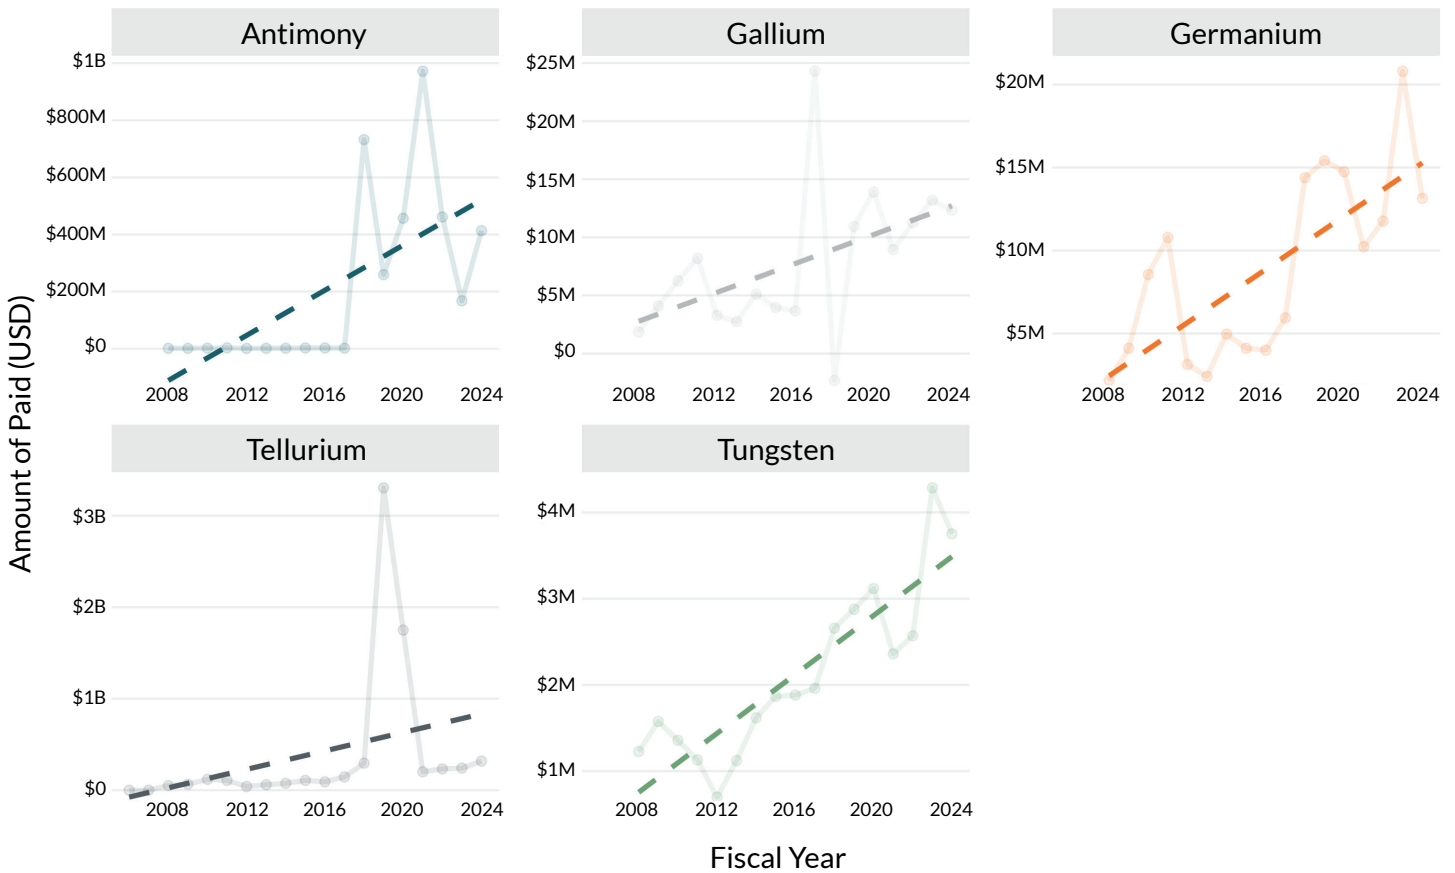 Antimony
Gallium
Germanium
$1B
$800M
$600M
$400M
$200M
$0
2008 2012 2016 2020 2024
$25M
$20M
$15M
$10M
$5M
$0
2008 2012 2016 2020 2024
$20M
$15M
$10M
$5M
2008 2012 2016 2020 2024
Amount of Paid (USD)
Tellurium
Tungsten
$3B
$2B
$1B
$0
2008 2012 2016 2020 2024
$4M
$3M
$2M
$1M
2008 2012 2016 2020 2024
Fiscal Year